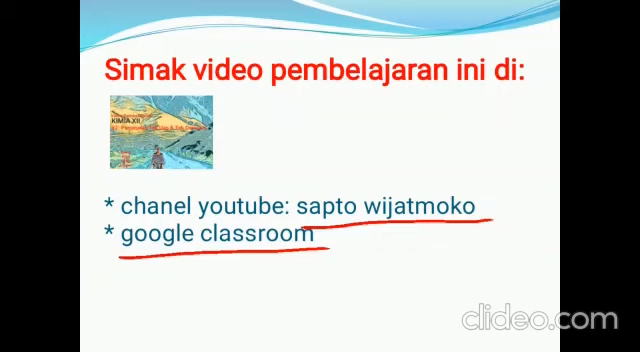 Simak video pembelajaran ini di:
KIMIA XII
* chanel youtube: sapto wijatmoko
* google classroom
clideo.com